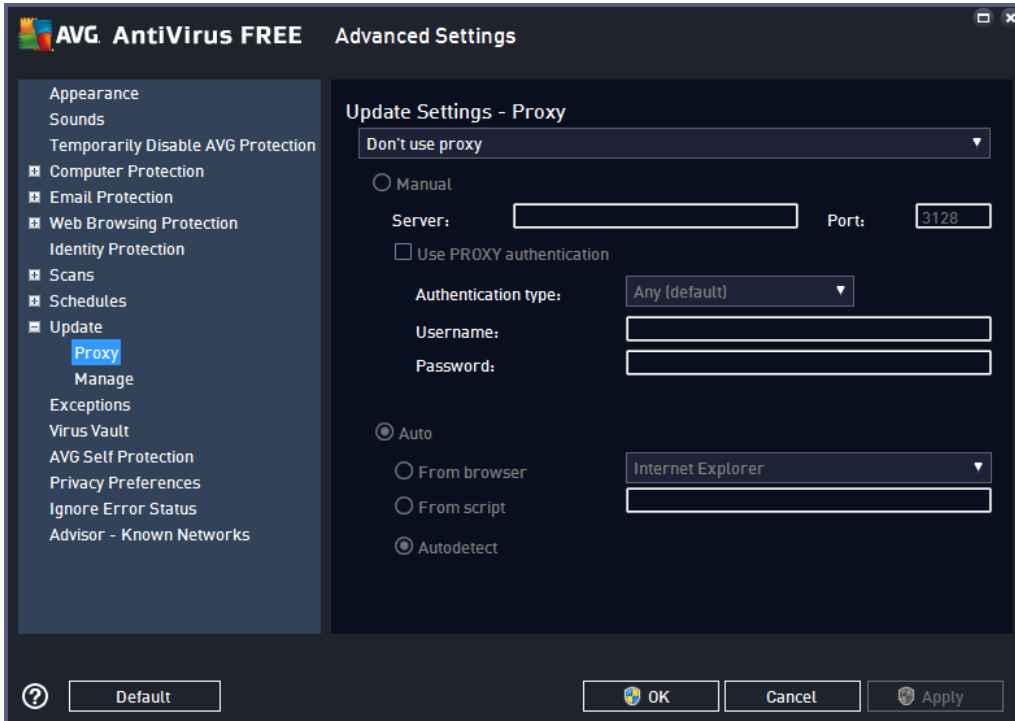 AVG AntiVirus FREE Advanced Settings
Appearance
Sounds
Temporarily Disable AVG Protection
Computer Protection
Email Protection
Web Browsing Protection
Identity Protection
Scans
Schedules
Update
Proxy
Manage
Exceptions
Virus Vault
AVG Self Protection
Privacy Preferences
Ignore Error Status
Advisor - Known Networks
Update Settings - Proxy
Don't use proxy
Manual
Server: Port: 3128
Use PROXY authentication
Authentication type: Any (default)
Username:
Password:
Auto
From browser Internet Explorer
From script
Autodetect
? Default OK Cancel Apply